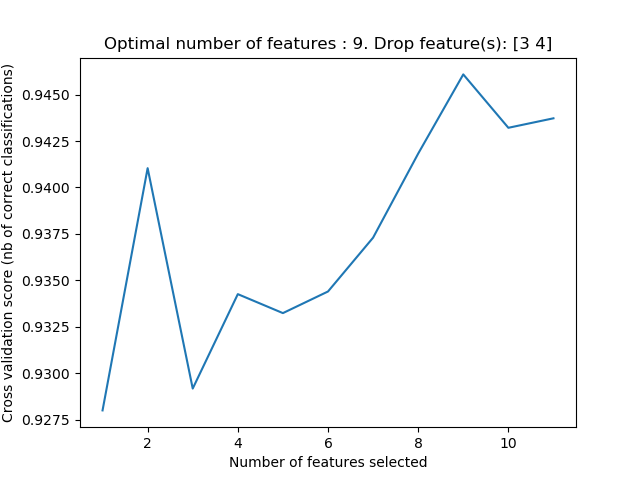 Optimal number of features : 9. Drop feature(s): [3 4]
Cross validation score (nb of correct classifications)
0.9450
0.9425
0.9400
0.9375
0.9350
0.9325
0.9300
0.9275
2 4 6 8 10
Number of features selected